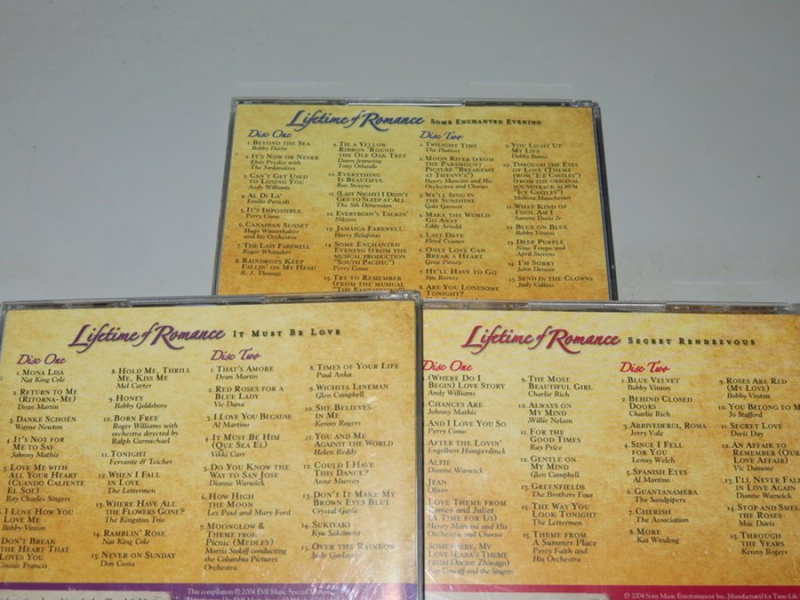 Lifetime of Romance SOME ENCHANTED EVENING
Disc One
1. BEYOND THE SEA
Bobby Darin
2. IT'S NOW OR NEVER
Elvis Presley with
The Jordanaires
3. CAN'T GET USED
TO LOSING YOU
Andy Williams
4. AL DI LA'
Emilio Pericoli
5. IT'S IMPOSSIBLE
Perry Como
6. CANADIAN SUNSET
Hugo Winterhalter
and his Orchestra
7. THE LAST FAREWELL
Roger Whittaker
8. RAINDROPS KEEP
FALLIN' ON MY HEAD
B. J. Thomas
9. TIE A YELLOW
RIBBON 'ROUND
THE OLE OAK TREE
Dawn featuring
Tony Orlando
10. EVERYTHING
IS BEAUTIFUL
Ray Stevens
11. (LAST NIGHT) I DIDN'T
GET TO SLEEP AT ALL
The 5th Dimension
12. EVERYBODY'S TALKIN'
Nilsson
13. JAMAICA FAREWELL
Harry Belafonte
14. SOME ENCHANTED
EVENING (FROM THE
MUSICAL PRODUCTION
"SOUTH PACIFIC")
Perry Como
15. TRY TO REMEMBER
(FROM THE MUSICAL
"THE FANTASTICKS
Disc Two
1. TWILIGHT TIME
The Platters
2. MOON RIVER (FROM
THE PARAMOUNT
PICTURE "BREAKFAST
AT TIFFANY'S")
Henry Mancini and His
Orchestra and Chorus
3. WE'LL SING IN
THE SUNSHINE
Gale Garnett
4. MAKE THE WORLD
GO AWAY
Eddy Arnold
5. LAST DATE
Floyd Cramer
6. ONLY LOVE CAN
BREAK A HEART
Gene Pitney
7. HE'LL HAVE TO GO
Jim Reeves
8. ARE YOU LONESOME
TONIGHT?
9. YOU LIGHT UP
MY LIFE
Debby Boone
10. THROUGH THE EYES
OF LOVE (THEME
FROM "ICE CASTLES")
FROM THE ORIGINAL
SOUNDTRACK ALBUM
"ICE CASTLES")
Melissa Manchester
11. WHAT KIND OF
FOOL AM I
Sammy Davis Jr.
12. BLUE ON BLUE
Bobby Vinton
13. DEEP PURPLE
Nino Tempo and
April Stevens
14. I'M SORRY
John Denver
15. SEND IN THE CLOWNS
Judy Collins
Lifetime of Romance IT MUST BE LOVE
Disc One
1. MONA LISA
Nat King Cole
2. RETURN TO ME
(RITORNA-ME)
Dean Martin
3. DANKE SCHOËN
Wayne Newton
4. IT'S NOT FOR
ME TO SAY
Johnny Mathis
5. LOVE ME WITH
ALL YOUR HEART
(CUANDO CALIENTE
EL SOL)
Ray Charles Singers
6. I LOVE HOW YOU
LOVE ME
Bobby Vinton
DON'T BREAK
THE HEART THAT
LOVES YOU
Connie Francis
8. HOLD ME, THRILL
ME, KISS ME
Mel Carter
9. HONEY
Bobby Goldsboro
10. BORN FREE
Roger Williams with
orchestra directed by
Ralph Carmichael
11. TONIGHT
Ferrante & Teicher
12. WHEN I FALL
IN LOVE
The Lettermen
13. WHERE HAVE ALL
THE FLOWERS GONE?
The Kingston Trio
14. RAMBLIN' ROSE
Nat King Cole
15. NEVER ON SUNDAY
Don Costa
Disc Two
1. THAT'S AMORE
Dean Martin
2. RED ROSES FOR A
BLUE LADY
Vic Dana
3. I LOVE YOU BECAUSE
Al Martino
4. IT MUST BE HIM
(QUE SEA EL)
Vikki Carr
5. DO YOU KNOW THE
WAY TO SAN JOSE
Dionne Warwick
6. HOW HIGH
THE MOON
Les Paul and Mary Ford
7. MOONGLOW &
THEME FROM
PICNIC (MEDLEY)
Morris Stoloff conducting
the Columbia Pictures
Orchestra
8. TIMES OF YOUR LIFE
Paul Anka
9. WICHITA LINEMAN
Glen Campbell
10. SHE BELIEVES
IN ME
Kenny Rogers
11. YOU AND ME
AGAINST THE WORLD
Helen Reddy
12. COULD I HAVE
THIS DANCE?
Anne Murray
13. DON'T IT MAKE MY
BROWN EYES BLUE
Crystal Gayle
14. SUKIYAKI
Kyu Sakamoto
15. OVER THE RAINBOW
Judy Garland
This compilation ℗ 2004 EMI Music Special
Lifetime of Romance SECRET RENDEZVOUS
Disc One
(WHERE DO I
BEGIN) LOVE STORY
Andy Williams
CHANCES ARE
Johnny Mathis
AND I LOVE YOU SO
Perry Como
AFTER THE LOVIN'
Engelbert Humperdinck
ALFIE
Dionne Warwick
JEAN
Oliver
LOVE THEME FROM
ROMEO AND JULIET
(A TIME FOR US)
Henry Mancini and His
Orchestra and Chorus
SOMEWHERE, MY
LOVE (LARA'S THEME
FROM DOCTOR ZHIVAGO)
Ray Conniff and the Singers
9. THE MOST
BEAUTIFUL GIRL
Charlie Rich
10. ALWAYS ON
MY MIND
Willie Nelson
11. FOR THE
GOOD TIMES
Ray Price
12. GENTLE ON
MY MIND
Glen Campbell
13. GREENFIELDS
The Brothers Four
14. THE WAY YOU
LOOK TONIGHT
The Lettermen
15. THEME FROM
A SUMMER PLACE
Percy Faith and
His Orchestra
Disc Two
1. BLUE VELVET
Bobby Vinton
2. BEHIND CLOSED
DOORS
Charlie Rich
3. ARRIVEDERCI, ROMA
Jerry Vale
4. SINCE I FELL
FOR YOU
Lenny Welch
5. SPANISH EYES
Al Martino
6. GUANTANAMERA
The Sandpipers
7. CHERISH
The Association
8. MORE
Kai Winding
9. ROSES ARE RED
(MY LOVE)
Bobby Vinton
10. YOU BELONG TO M
Jo Stafford
11. SECRET LOVE
Doris Day
12. AN AFFAIR TO
REMEMBER (OUR
LOVE AFFAIR)
Vic Damone
13. I'LL NEVER FALL
IN LOVE AGAIN
Dionne Warwick
14. STOP AND SMELL
THE ROSES
Mac Davis
15. THROUGH
THE YEARS
Kenny Rogers
℗ 2004 Sony Music Entertainment Inc. Manufactured for Time-Life